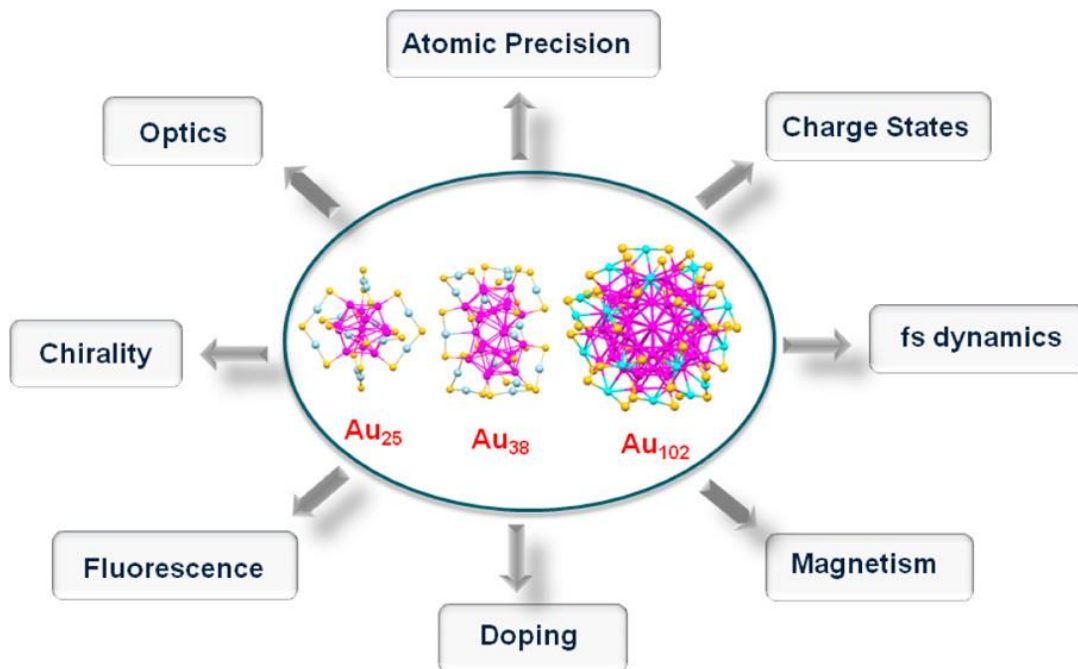 Atomic Precision
Optics
Charge States
Chirality
fs dynamics
Au₂₅
Au₃₈
Au₁₀₂
Fluorescence
Magnetism
Doping